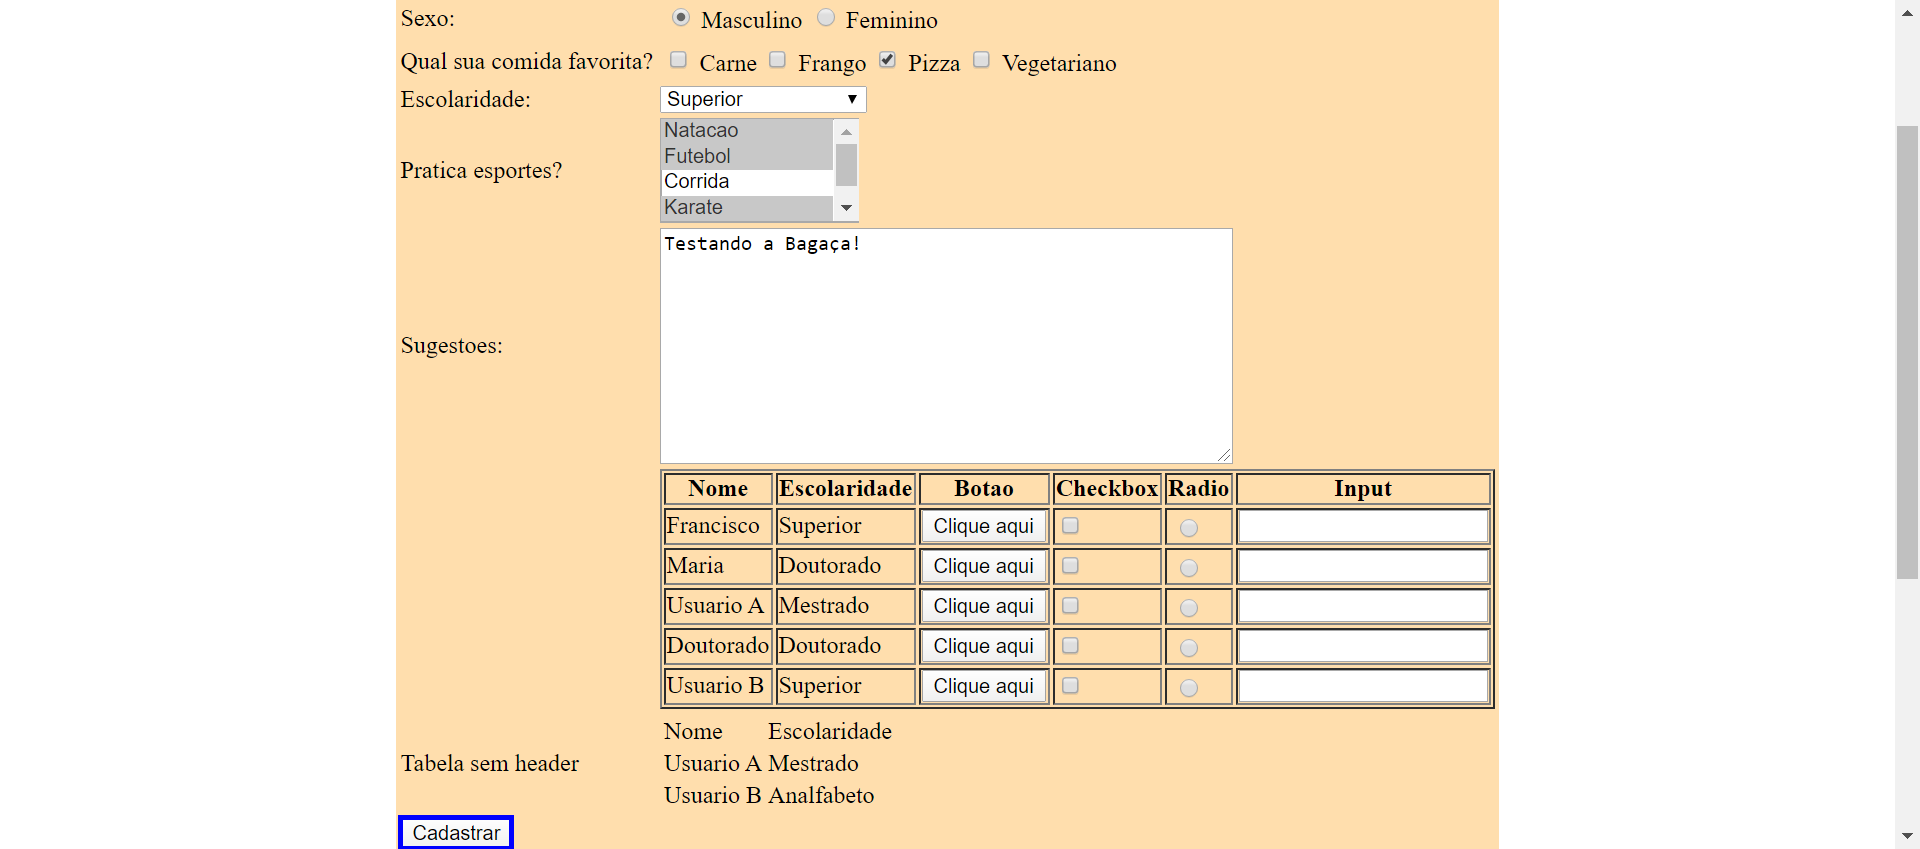 Sexo: Masculino Feminino
Qual sua comida favorita? Carne Frango Pizza Vegetariano
Escolaridade: Superior
Pratica esportes?
Natacao
Futebol
Corrida
Karate
Sugestoes:
Testando a Bagaça!
Nome Escolaridade Botao Checkbox Radio Input
Francisco Superior Clique aqui
Maria Doutorado Clique aqui
Usuario A Mestrado Clique aqui
Doutorado Doutorado Clique aqui
Usuario B Superior Clique aqui
Tabela sem header
Nome Escolaridade
Usuario A Mestrado
Usuario B Analfabeto
Cadastrar